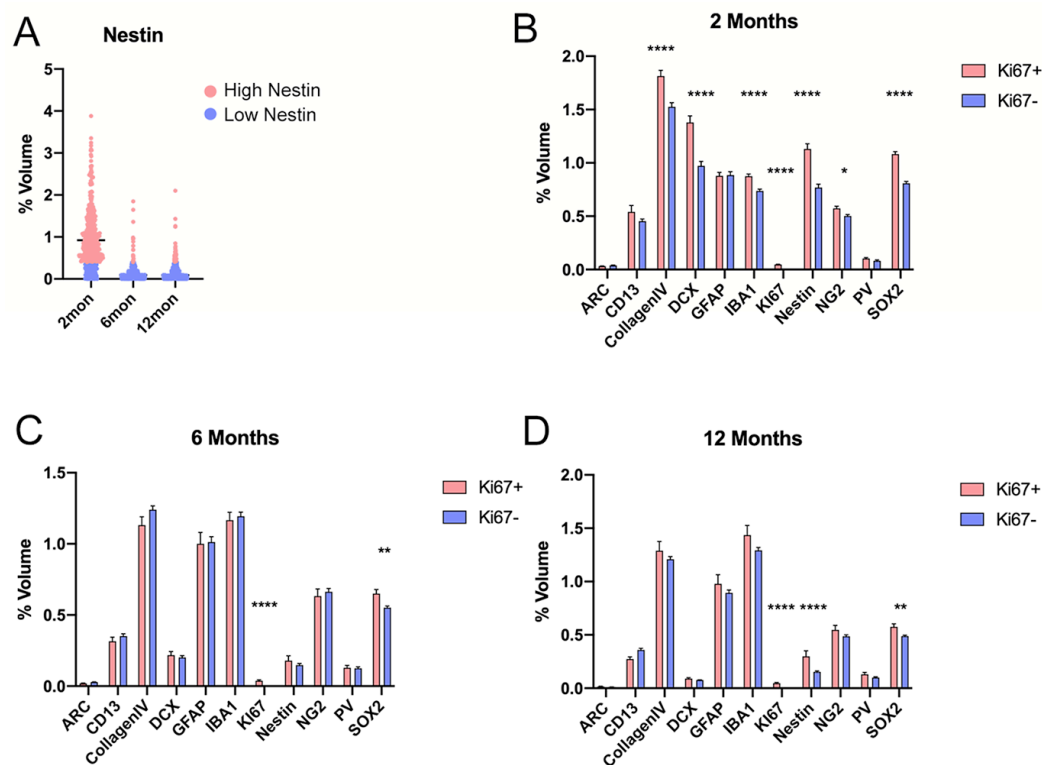 A
Nestin
High Nestin
Low Nestin
% Volume
5
4
3
2
1
0
2mon
6mon
12mon
B
2 Months
Ki67+
Ki67-
% Volume
2.0
1.5
1.0
0.5
0.0
****
****
****
****
****
*
****
ARC
CD13
CollagenIV
DCX
GFAP
IBA1
KI67
Nestin
NG2
PV
SOX2
C
6 Months
Ki67+
Ki67-
% Volume
1.5
1.0
0.5
0.0
****
**
ARC
CD13
CollagenIV
DCX
GFAP
IBA1
KI67
Nestin
NG2
PV
SOX2
D
12 Months
Ki67+
Ki67-
% Volume
2.0
1.5
1.0
0.5
0.0
****
****
**
ARC
CD13
CollagenIV
DCX
GFAP
IBA1
KI67
Nestin
NG2
PV
SOX2